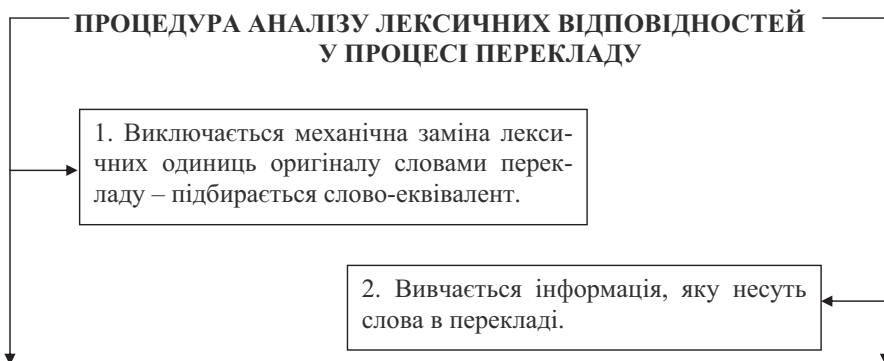 ПРОЦЕДУРА АНАЛІЗУ ЛЕКСИЧНИХ ВІДПОВІДНОСТЕЙ
У ПРОЦЕСІ ПЕРЕКЛАДУ
1. Виключається механічна заміна лекси-
чних одиниць оригіналу словами перек-
ладу – підбирається слово-еквівалент.
2. Вивчається інформація, яку несуть
слова в перекладі.